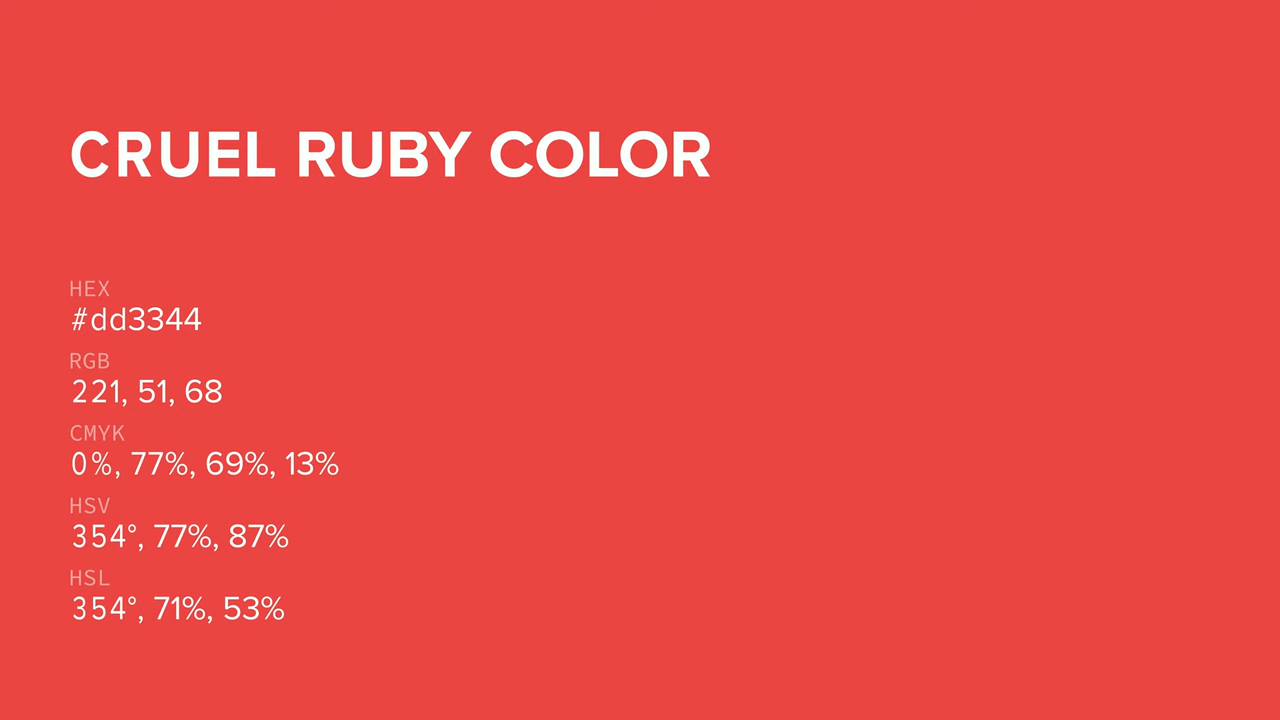 CRUEL RUBY COLOR
HEX
#dd3344
RGB
221, 51, 68
CMYK
0%, 77%, 69%, 13%
HSV
354°, 77%, 87%
HSL
354°, 71%, 53%